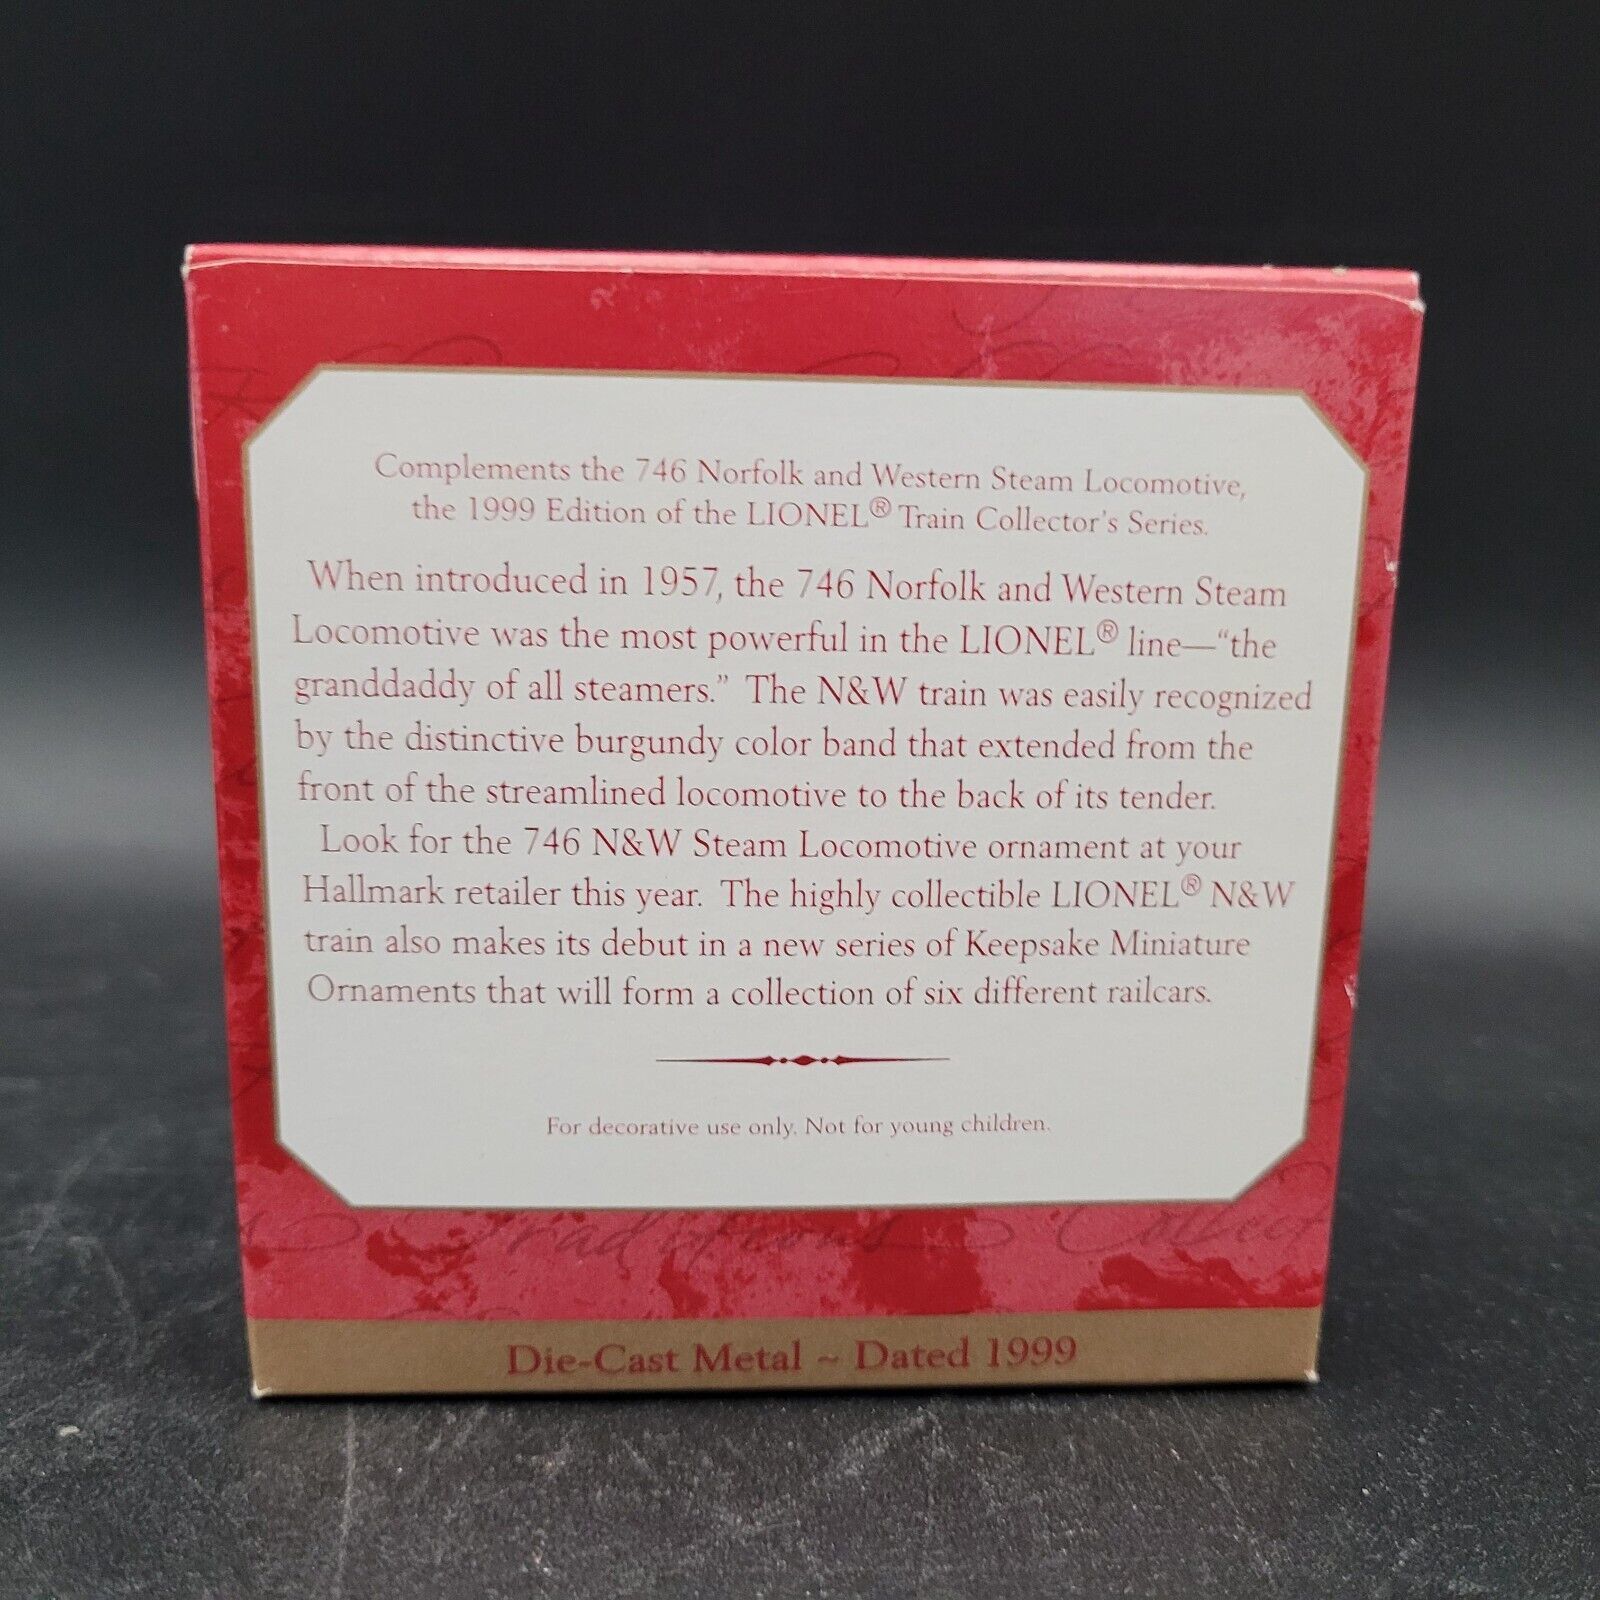 Complements the 746 Norfolk and Western Steam Locomotive,
the 1999 Edition of the LIONEL® Train Collector's Series.
When introduced in 1957, the 746 Norfolk and Western Steam
Locomotive was the most powerful in the LIONEL® line—“the
granddaddy of all steamers.” The N&W train was easily recognized
by the distinctive burgundy color band that extended from the
front of the streamlined locomotive to the back of its tender.
Look for the 746 N&W Steam Locomotive ornament at your
Hallmark retailer this year. The highly collectible LIONEL® N&W
train also makes its debut in a new series of Keepsake Miniature
Ornaments that will form a collection of six different railcars.
For decorative use only. Not for young children.
Traditions Collect
Die-Cast Metal ~ Dated 1999